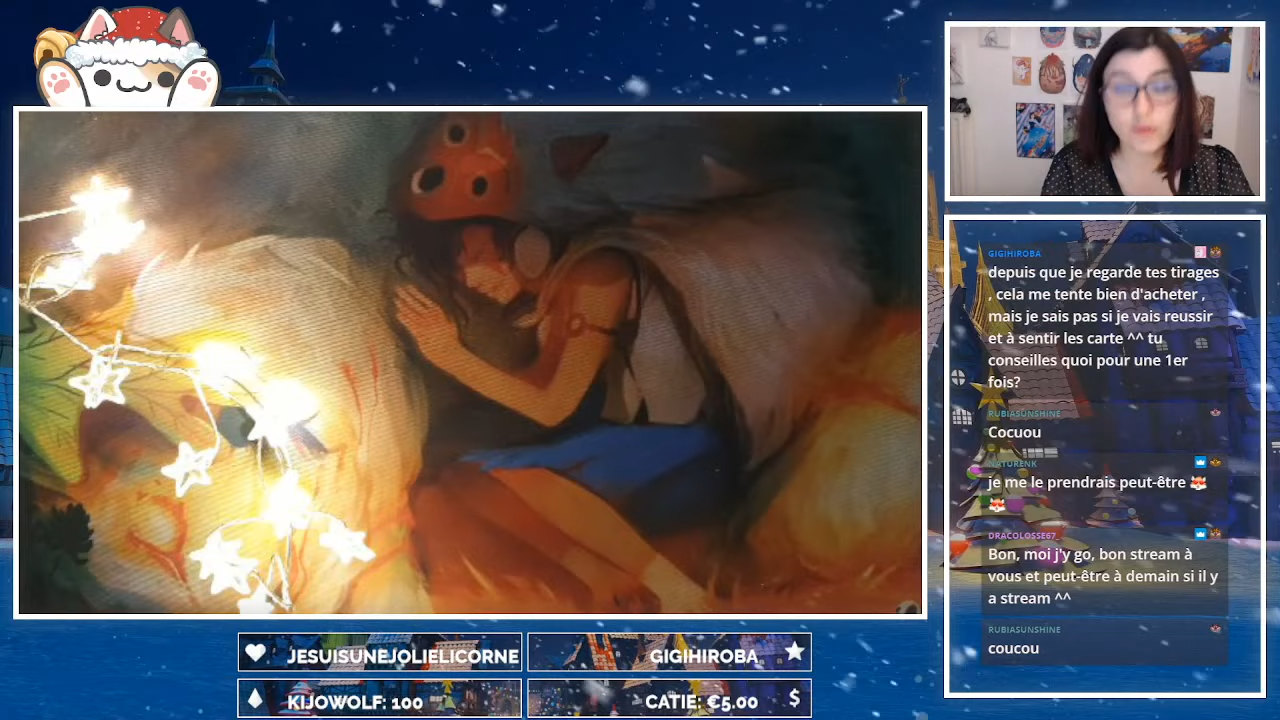 GIGIHIROBA
depuis que je regarde tes tirages
, cela me tente bien d'acheter ,
mais je sais pas si je vais reussir
et à sentir les carte ^^ tu
conseilles quoi pour une 1er
fois?
RUBIASUNSHINE
Cocuou
NATURENK
je me le prendrais peut-être
DRACOLOSSE67_
Bon, moi j'y go, bon stream à
vous et peut-être à demain si il y
a stream ^^
RUBIASUNSHINE
coucou
JESUISUNEJOLIELICORNE
GIGIHIROBA
KIJOWOLF: 100
CATIE: €5.00